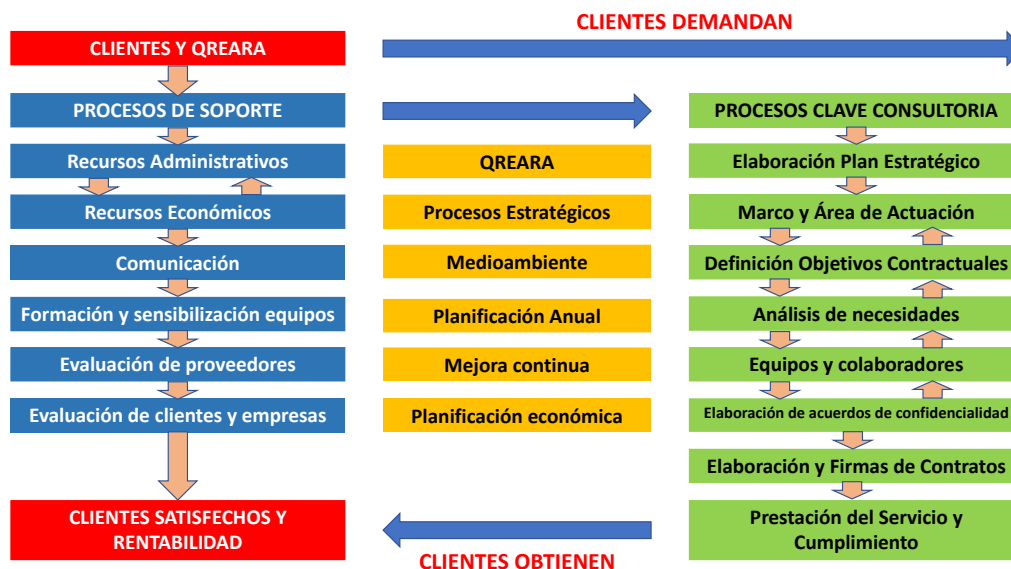 CLIENTES DEMANDAN
CLIENTES Y QREARA
PROCESOS DE SOPORTE
Recursos Administrativos
Recursos Económicos
Comunicación
Formación y sensibilización equipos
Evaluación de proveedores
Evaluación de clientes y empresas
CLIENTES SATISFECHOS Y
RENTABILIDAD
QREARA
Procesos Estratégicos
Medioambiente
Planificación Anual
Mejora continua
Planificación económica
PROCESOS CLAVE CONSULTORIA
Elaboración Plan Estratégico
Marco y Área de Actuación
Definición Objetivos Contractuales
Análisis de necesidades
Equipos y colaboradores
Elaboración de acuerdos de confidencialidad
Elaboración y Firmas de Contratos
Prestación del Servicio y
Cumplimiento
CLIENTES OBTIENEN